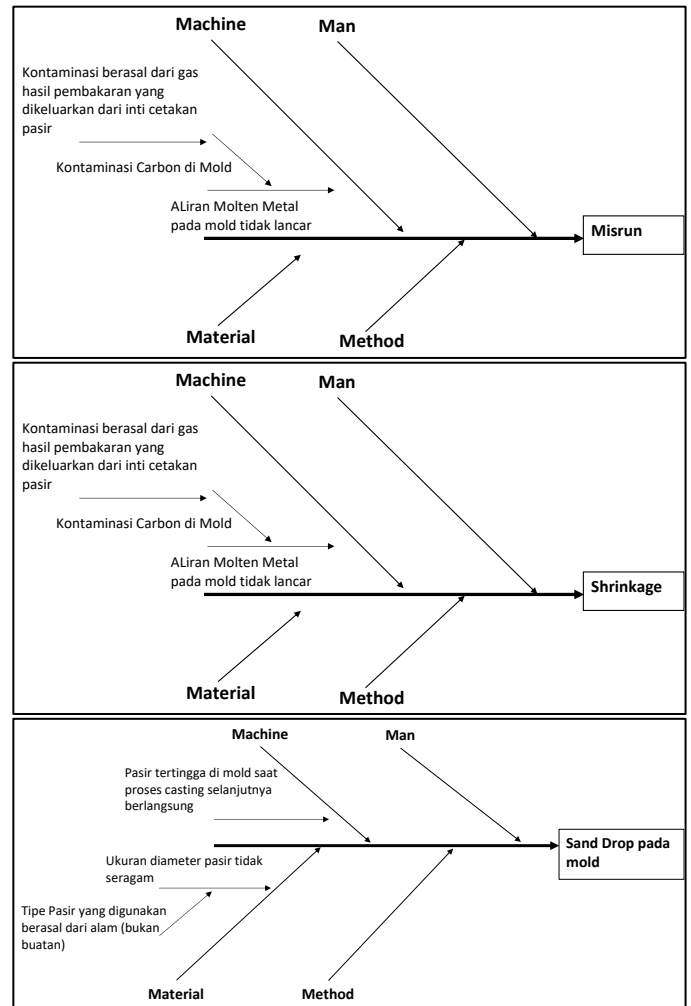 Machine
Man
Kontaminasi berasal dari gas
hasil pembakaran yang
dikeluarkan dari inti cetakan
pasir
Kontaminasi Carbon di Mold
ALiran Molten Metal
pada mold tidak lancar
Misrun
Material
Method
Machine
Man
Kontaminasi berasal dari gas
hasil pembakaran yang
dikeluarkan dari inti cetakan
pasir
Kontaminasi Carbon di Mold
ALiran Molten Metal
pada mold tidak lancar
Shrinkage
Material
Method
Machine
Man
Pasir tertingga di mold saat
proses casting selanjutnya
berlangsung
Sand Drop pada
mold
Ukuran diameter pasir tidak
seragam
Tipe Pasir yang digunakan
berasal dari alam (bukan
buatan)
Material
Method